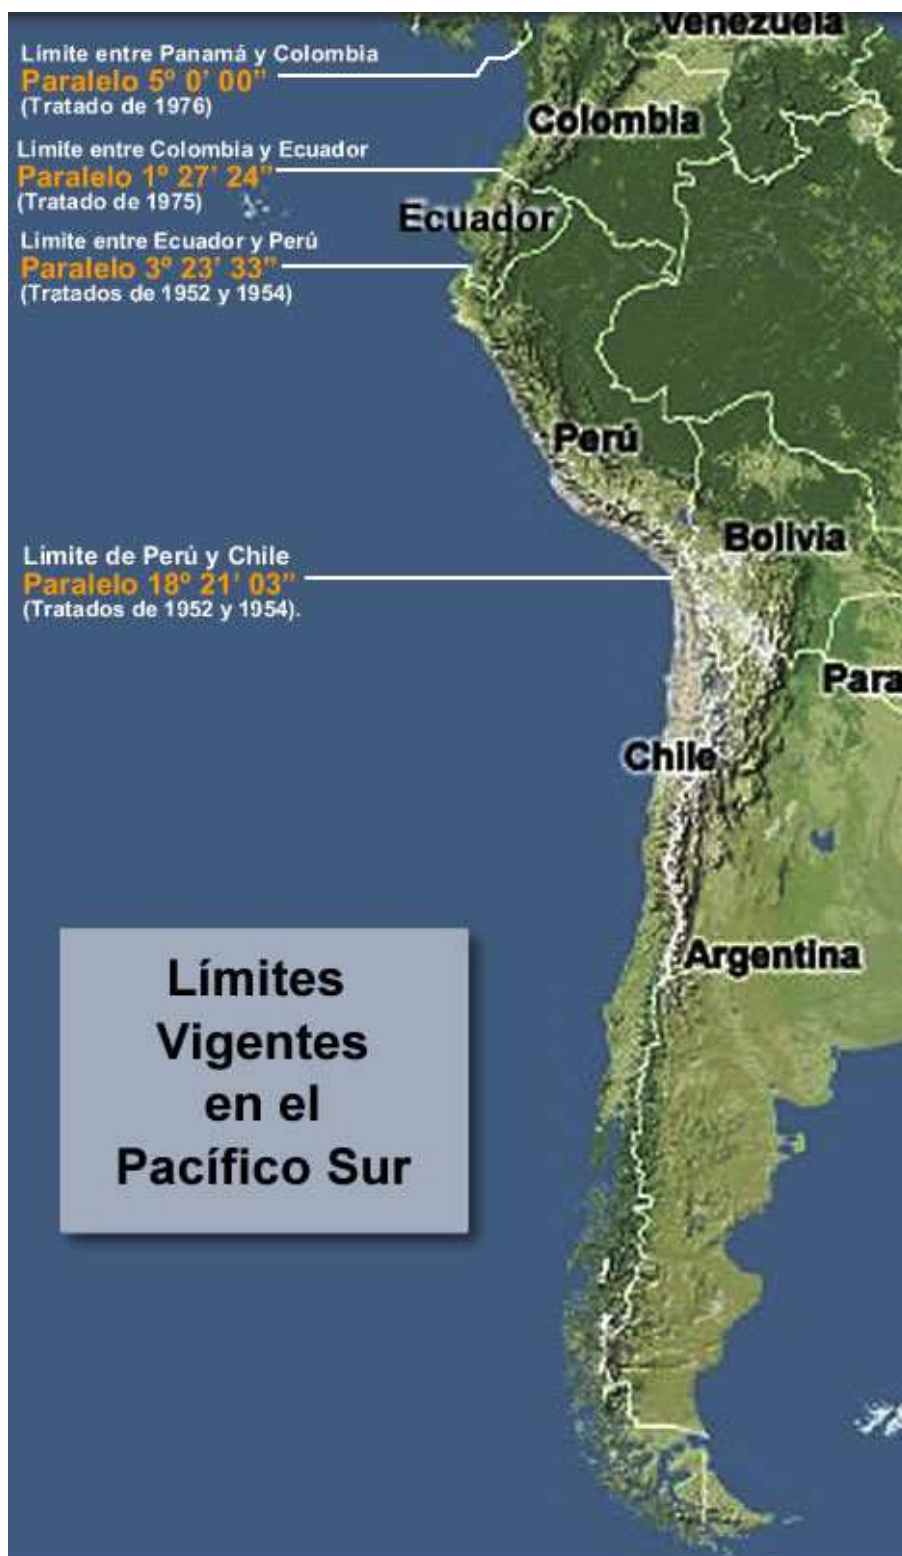 Venezuela
Límite entre Panamá y Colombia
Paralelo 5º 0' 00"
(Tratado de 1976)
Colombia
Limite entre Colombia y Ecuador
Paralelo 1º 27' 24"
(Tratado de 1975)
Ecuador
Límite entre Ecuador y Perú
Paralelo 3º 23' 33"
(Tratados de 1952 y 1954)
Perú
Bolivia
Límite de Perú y Chile
Paralelo 18º 21' 03"
(Tratados de 1952 y 1954).
Para
Chile
Argentina
Límites
Vigentes
en el
Pacífico Sur